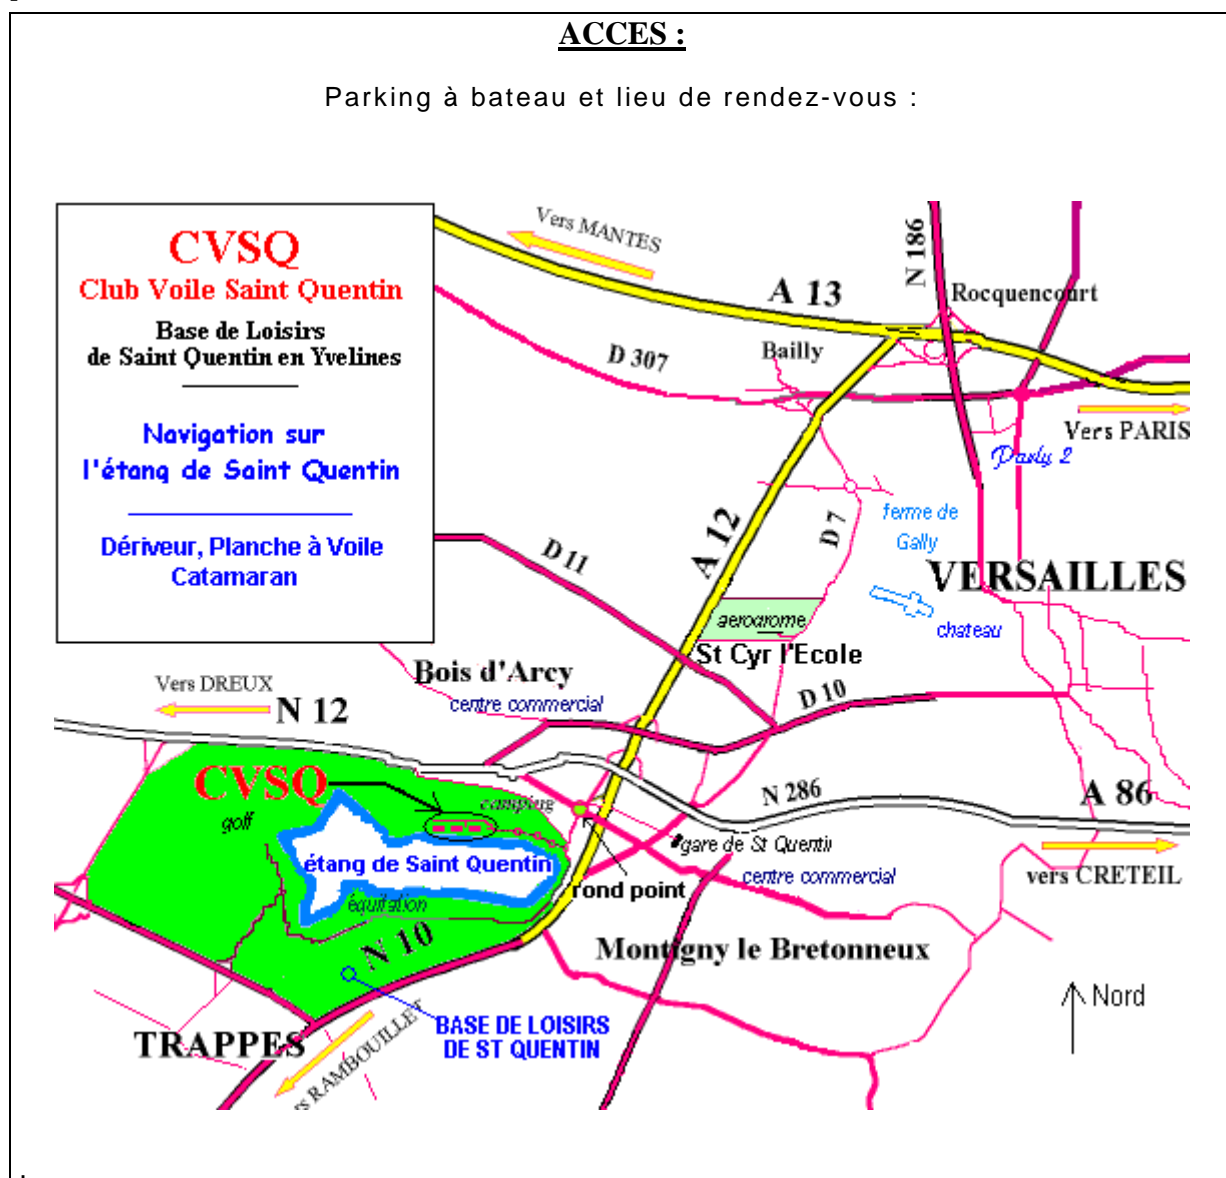 ACCES :
Parking à bateau et lieu de rendez-vous :
CVSQ
Club Voile Saint Quentin
Base de Loisirs
de Saint Quentin en Yvelines
Navigation sur
l'étang de Saint Quentin
Dériveur, Planche à Voile
Catamaran
Vers MANTES
A 13
N 186
Rocquencourt
Bailly
D 307
Vers PARIS
Parly 2
A 12
D 7
ferme de
Gally
D 11
VERSAILLES
aerodrome
chateau
St Cyr l'Ecole
Bois d'Arcy
Vers DREUX
N 12
centre commercial
D 10
CVSQ
camping
golf
N 286
A 86
gare de St Quentin
étang de Saint Quentin
centre commercial
vers CRETEIL
rond point
équitation
N 10
Montigny le Bretonneux
Nord
TRAPPES
BASE DE LOISIRS
DE ST QUENTIN
RAMBOUILLET
.